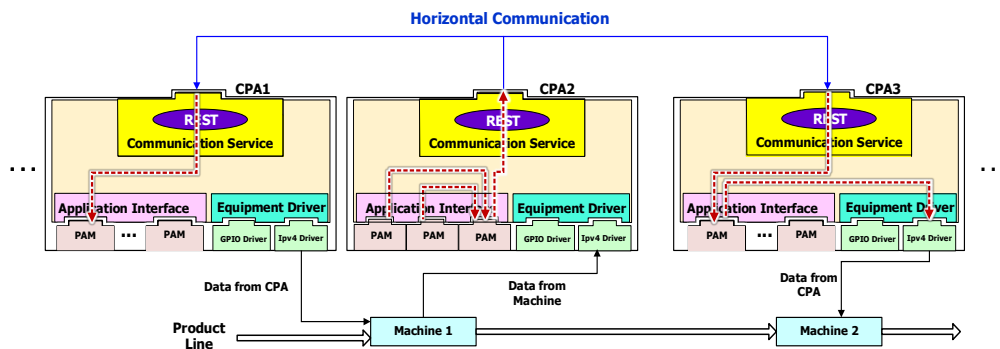 Horizontal Communication
CPA1
CPA2
CPA3
REST
Communication Service
REST
Communication Service
REST
Communication Service
...
...
Application Interface
Equipment Driver
Application Interface
Equipment Driver
Application Interface
Equipment Driver
PAM
...
PAM
GPIO Driver
Ipv4 Driver
PAM
PAM
PAM
GPIO Driver
Ipv4 Driver
PAM
...
PAM
GPIO Driver
Ipv4 Driver
Data from CPA
Data from
Machine
Data from
CPA
Product
Line
Machine 1
Machine 2